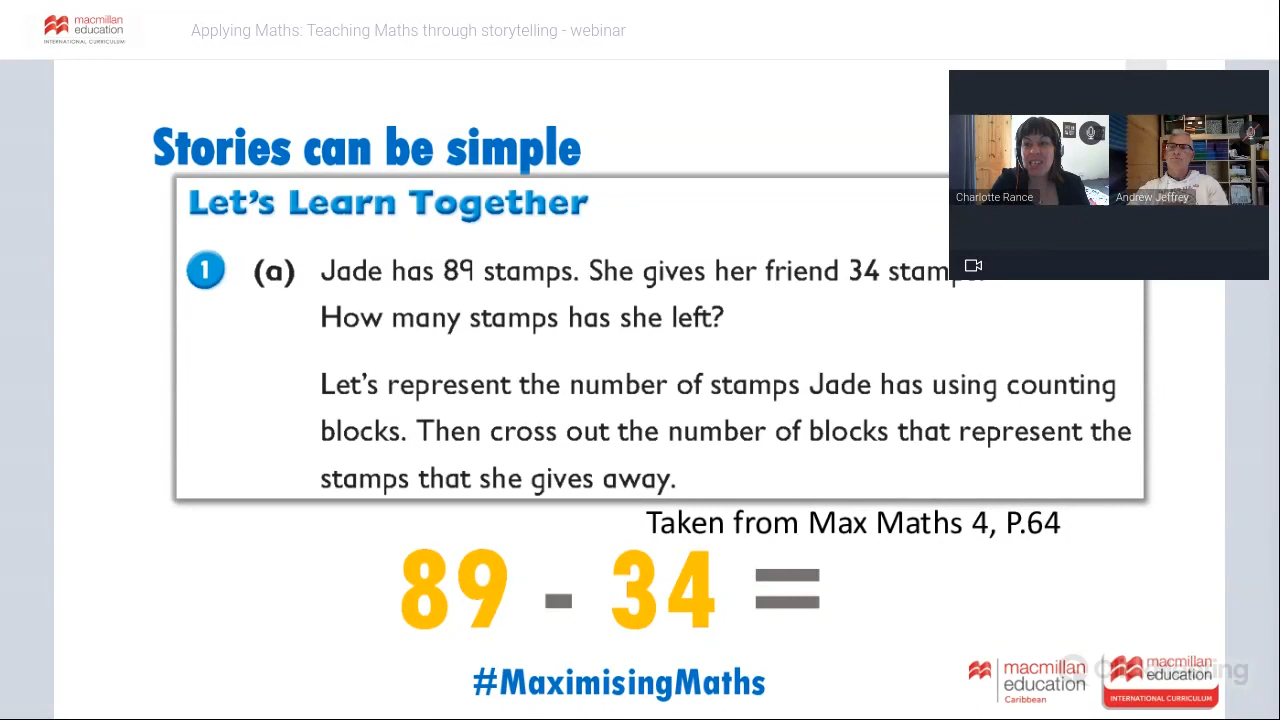 macmillan
education
INTERNATIONAL CURRICULUM
Applying Maths: Teaching Maths through storytelling - webinar
Stories can be simple
Charlotte Rance
Andrew Jeffrey
Let's Learn Together
1 (a) Jade has 89 stamps. She gives her friend 34
How many stamps has she left?
Let's represent the number of stamps Jade has using counting
blocks. Then cross out the number of blocks that represent the
stamps that she gives away.
Taken from Max Maths 4, P.64
89 - 34 =
#MaximisingMaths
macmillan
education
Caribbean
macmillan
education
INTERNATIONAL CURRICULUM